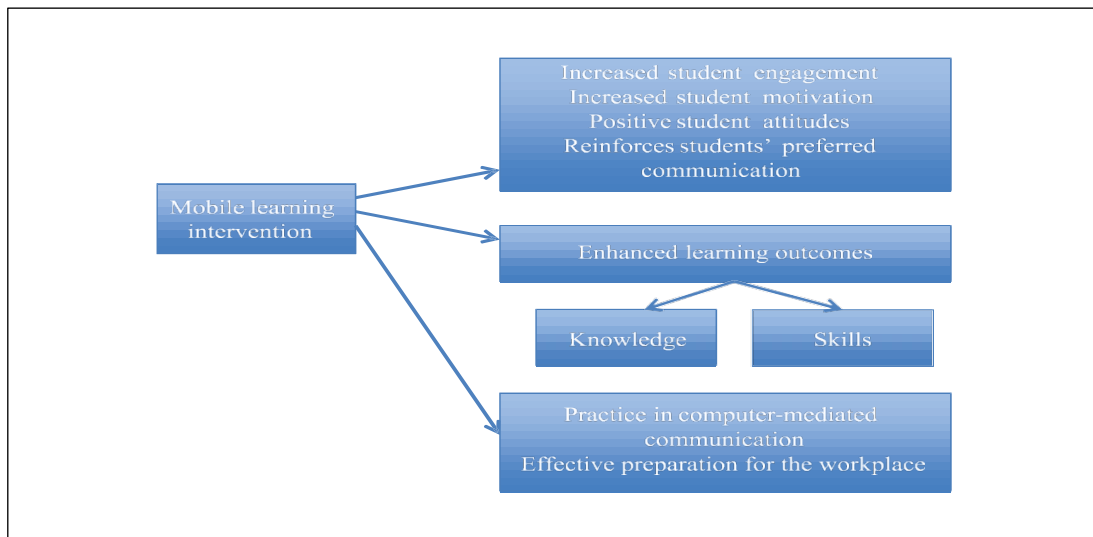 Increased student engagement
Increased student motivation
Positive student attitudes
Reinforces students' preferred
communication
Mobile learning
intervention
Enhanced learning outcomes
Knowledge
Skills
Practice in computer-mediated
communication
Effective preparation for the workplace